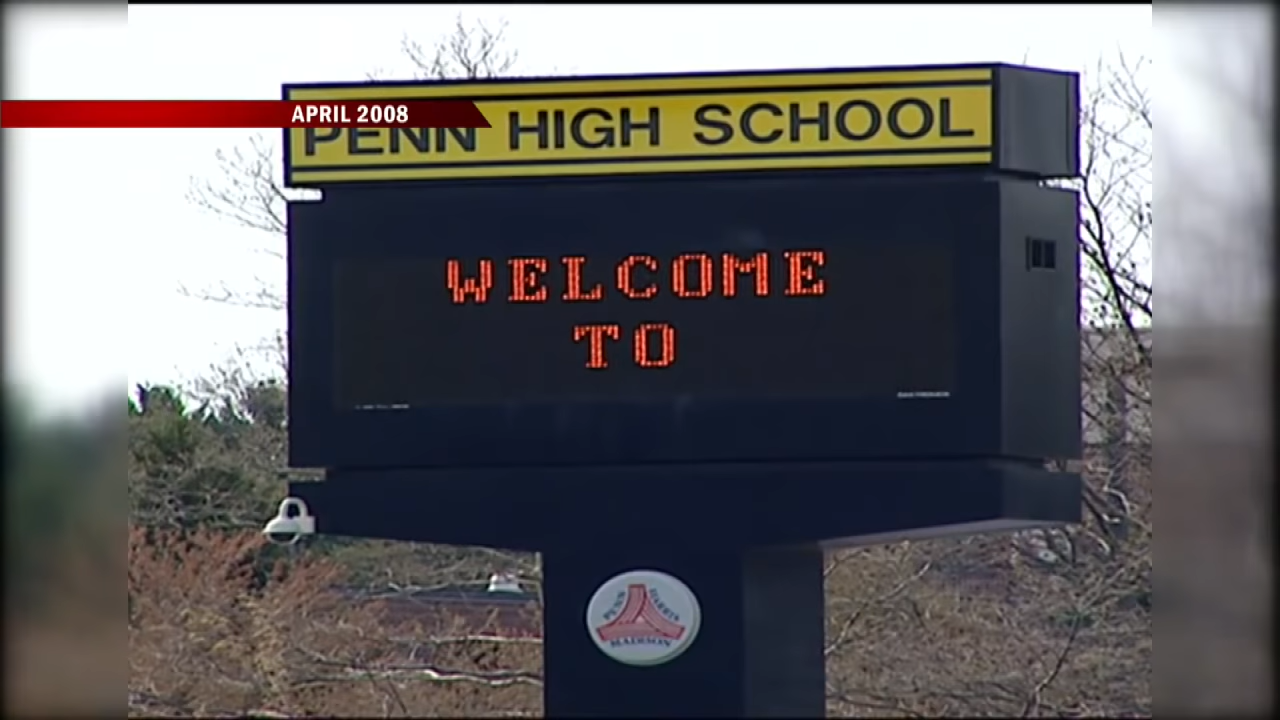 APRIL 2008
PENN HIGH SCHOOL
WELCOME
TO
PENN
HARRIS
MADISON